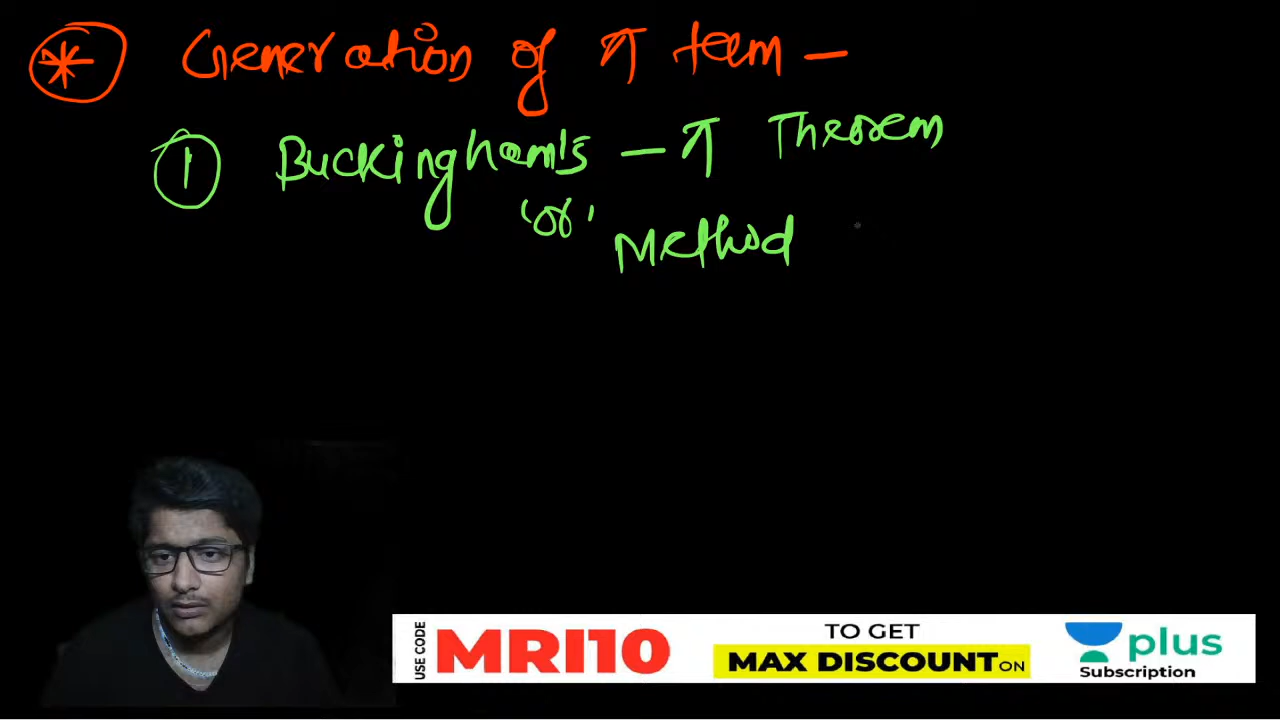 * Generation of π term -
① Buckingham's - π Theorem
'or' Method
USE CODE MRI10 TO GET MAX DISCOUNT ON plus Subscription